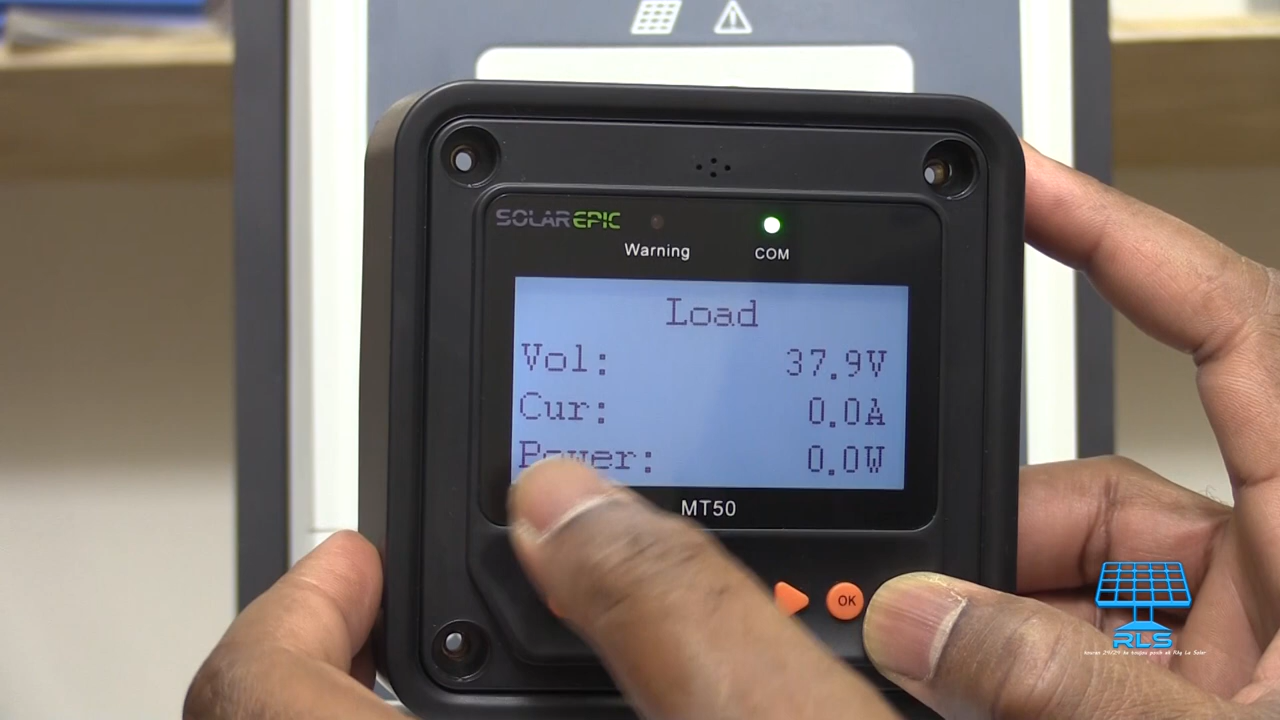 SOLAREPIC
Warning
COM
Load
Vol: 37.9V
Cur: 0.0A
Power: 0.0W
MT50
OK
RLS